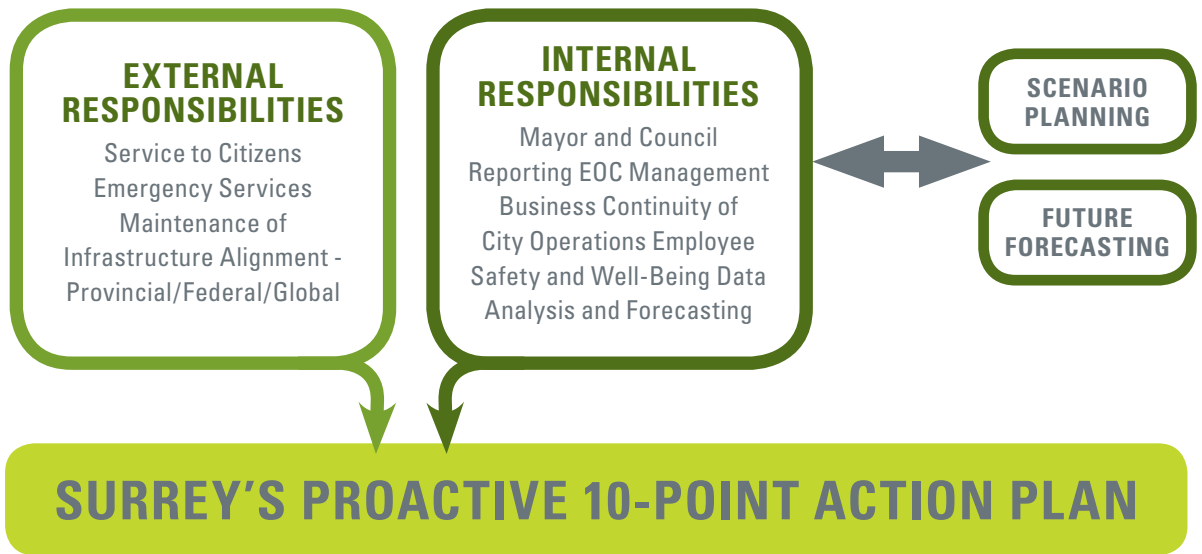 EXTERNAL
RESPONSIBILITIES
Service to Citizens
Emergency Services
Maintenance of
Infrastructure Alignment -
Provincial/Federal/Global
INTERNAL
RESPONSIBILITIES
Mayor and Council
Reporting EOC Management
Business Continuity of
City Operations Employee
Safety and Well-Being Data
Analysis and Forecasting
SCENARIO
PLANNING
FUTURE
FORECASTING
SURREY'S PROACTIVE 10-POINT ACTION PLAN